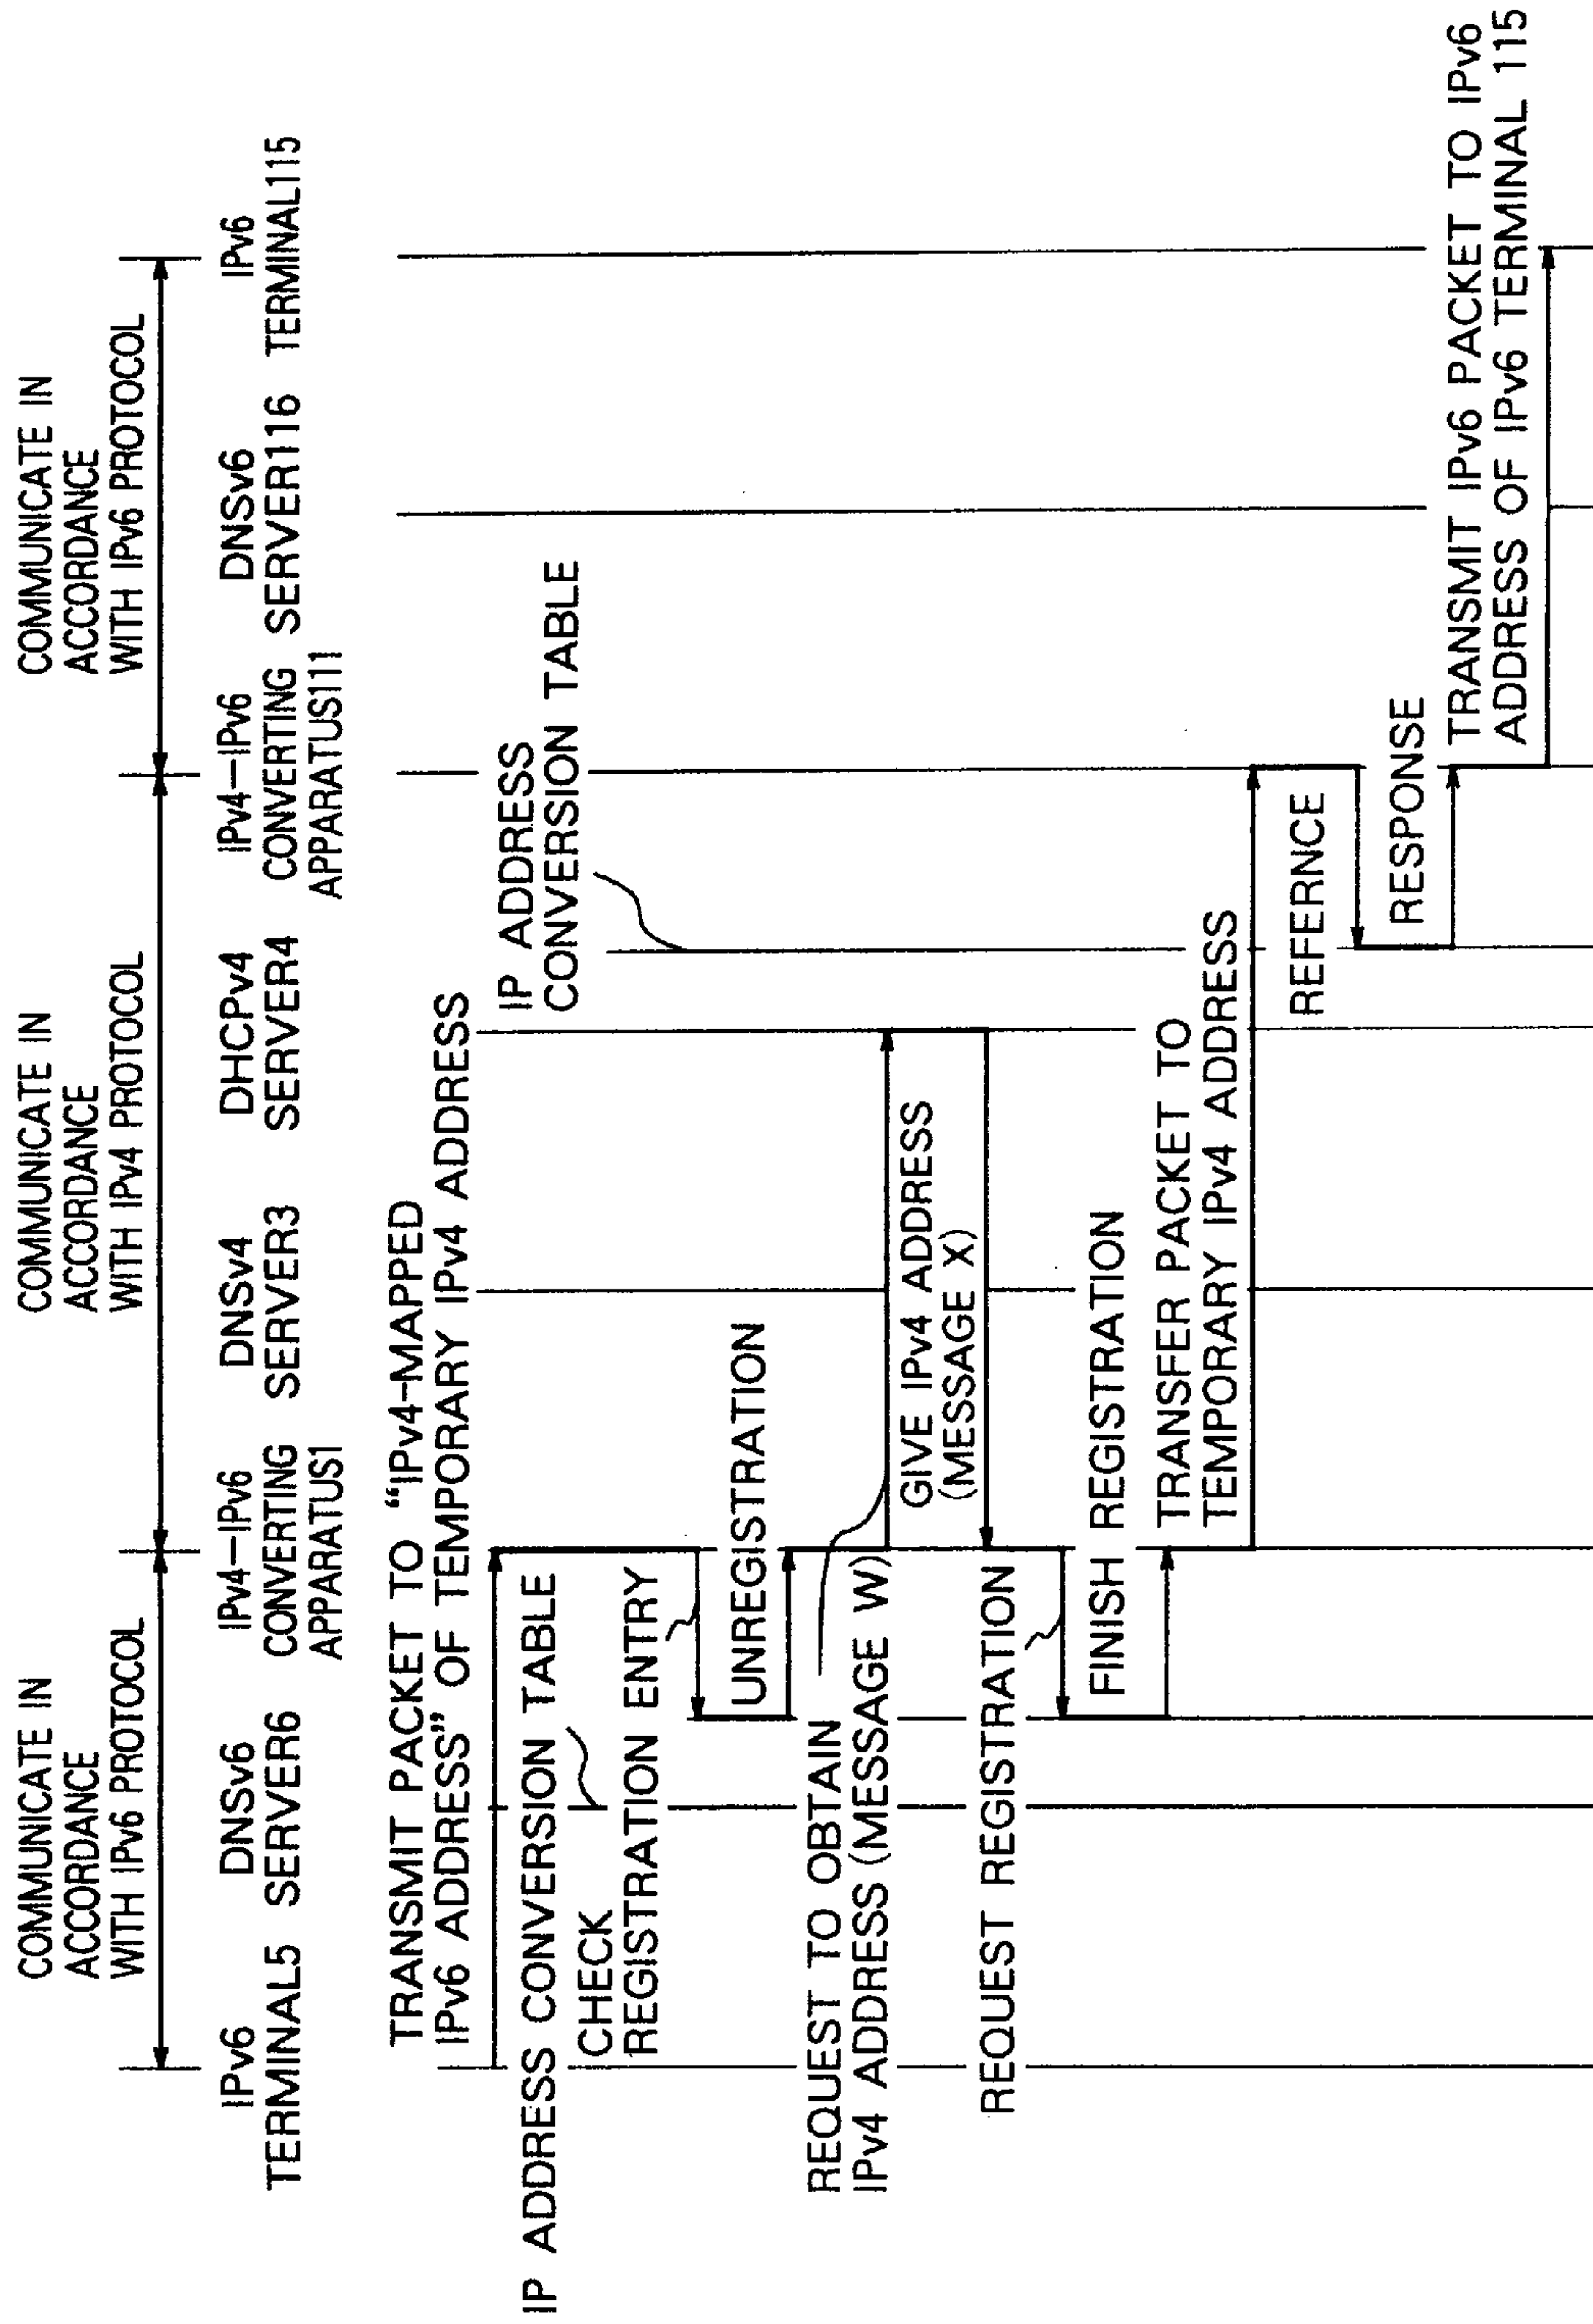 COMMUNICATE IN
ACCORDANCE
WITH IPv6 PROTOCOL
COMMUNICATE IN
ACCORDANCE
WITH IPv4 PROTOCOL
COMMUNICATE IN
ACCORDANCE
WITH IPv6 PROTOCOL
IPv6
TERMINAL5
DNSv6
SERVER6
IPv4-IPv6
CONVERTING
APPARATUS1
DNSv4
SERVER3
DHCPv4
SERVER4
IPv4-IPv6
CONVERTING
APPARATUS111
DNSv6
SERVER116
IPv6
TERMINAL115
TRANSMIT PACKET TO "IPv4-MAPPED
IPv6 ADDRESS" OF TEMPORARY IPv4 ADDRESS
IP ADDRESS CONVERSION TABLE
IP ADDRESS
CONVERSION TABLE
CHECK
REGISTRATION ENTRY
UNREGISTRATION
REQUEST TO OBTAIN
IPv4 ADDRESS (MESSAGE W)
GIVE IPv4 ADDRESS
(MESSAGE X)
REQUEST REGISTRATION
FINISH REGISTRATION
TRANSFER PACKET TO
TEMPORARY IPv4 ADDRESS
REFERNCE
RESPONSE
TRANSMIT IPv6 PACKET TO IPv6
ADDRESS OF IPv6 TERMINAL 115